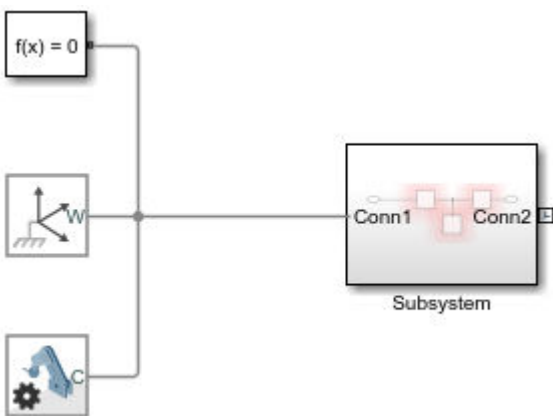 f(x) = 0
W
Conn1
Conn2
Subsystem
C